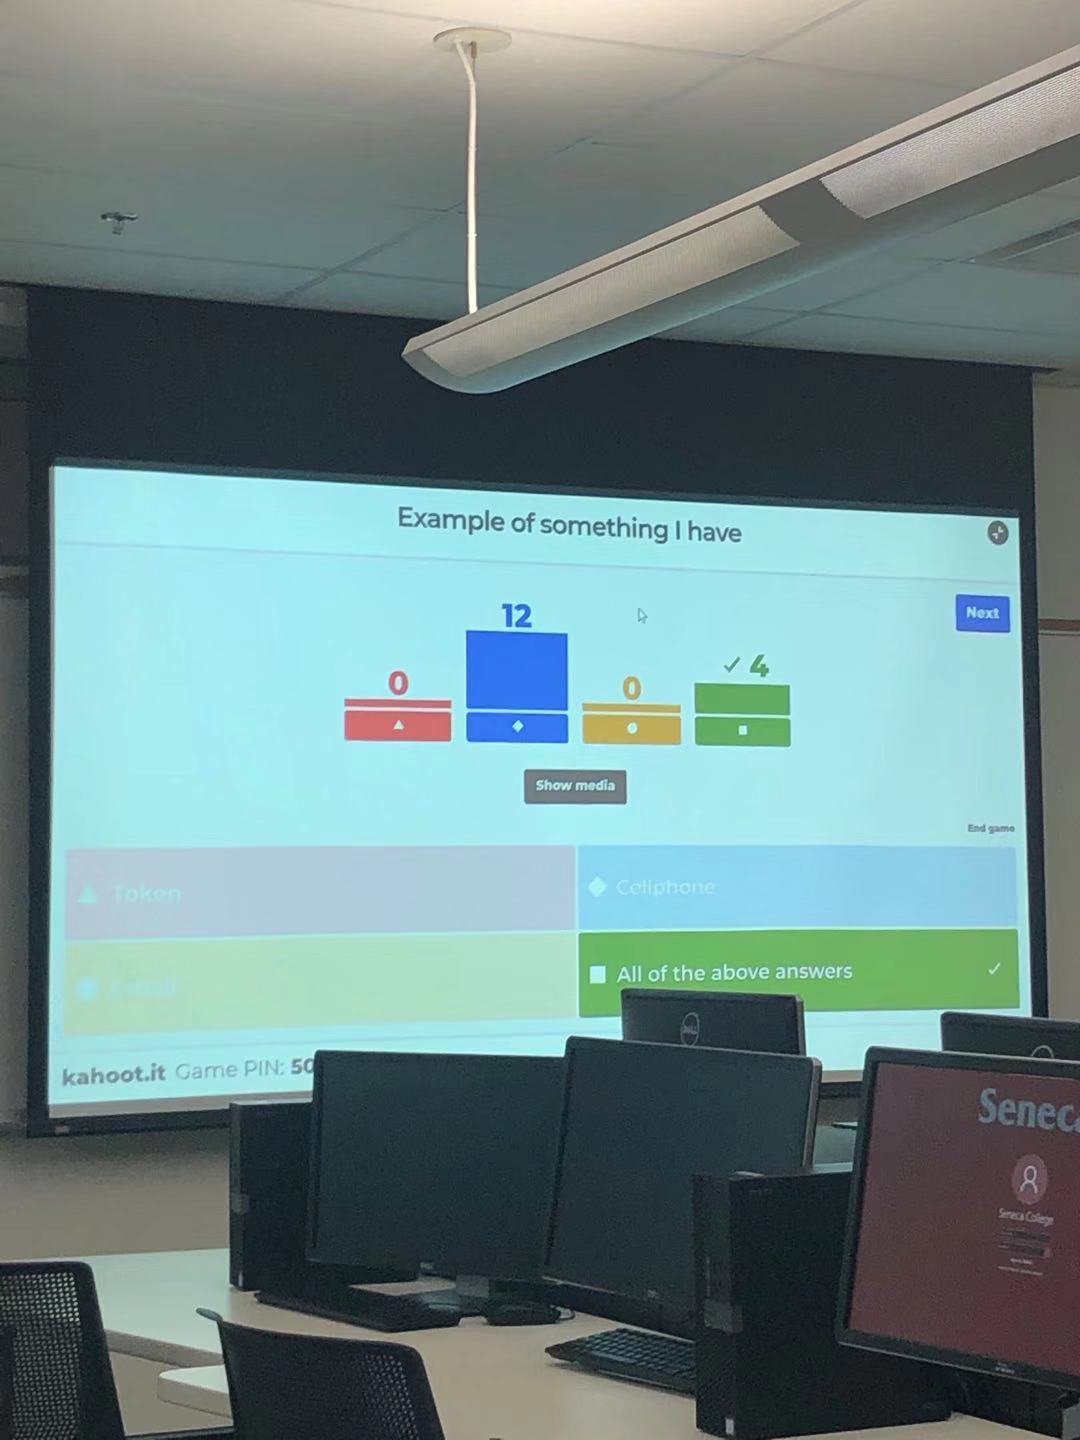 Example of something I have
12
Next
0
0
4
Show media
End game
Token
Cellphone
All of the above answers
kahoot.it Game PIN: 50
DELL
Seneca
Seneca College